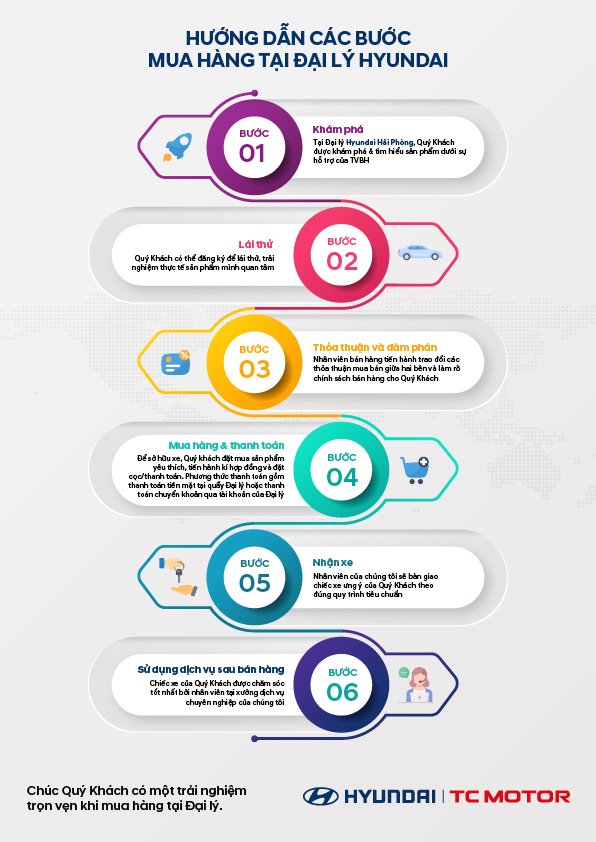 HƯỚNG DẪN CÁC BƯỚC
MUA HÀNG TẠI ĐẠI LÝ HYUNDAI
BƯỚC
01
Khám phá
Tại Đại lý Hyundai Hải Phòng, Quý Khách
được khám phá & tìm hiểu sản phẩm dưới sự
hỗ trợ của TVBH
Lái thử
Quý Khách có thể đăng ký để lái thử, trải
nghiệm thực tế sản phẩm mình quan tâm
BƯỚC
02
BƯỚC
03
Thỏa thuận và đàm phán
Nhân viên bán hàng tiến hành trao đổi các
thỏa thuận mua bán giữa hai bên và làm rõ
chính sách bán hàng cho Quý Khách
Mua hàng & thanh toán
Để sở hữu xe, Quý khách đặt mua sản phẩm
yêu thích, tiến hành kí hợp đồng và đặt
cọc/thanh toán. Phương thức thanh toán gồm
thanh toán tiền mặt tại quầy Đại lý hoặc thanh
toán chuyển khoản qua tài khoản của Đại lý
BƯỚC
04
BƯỚC
05
Nhận xe
Nhân viên của chúng tôi sẽ bàn giao
chiếc xe ưng ý của Quý Khách theo
đúng quy trình tiêu chuẩn
Sử dụng dịch vụ sau bán hàng
Chiếc xe của Quý Khách được chăm sóc
tốt nhất bởi nhân viên tại xưởng dịch vụ
chuyên nghiệp của chúng tôi
BƯỚC
06
Chúc Quý Khách có một trải nghiệm
trọn vẹn khi mua hàng tại Đại lý.
HYUNDAI | TC MOTOR